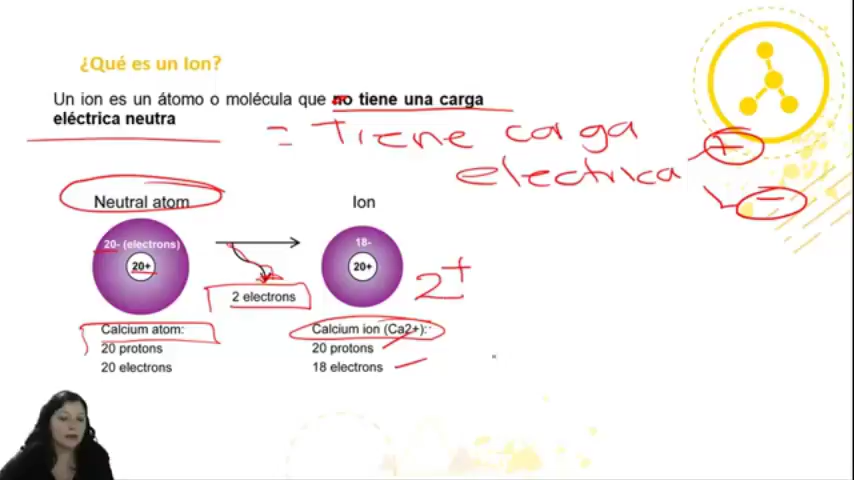 ¿Qué es un Ion?
Un ion es un átomo o molécula que no tiene una carga
eléctrica neutra
= Tiene carga
electrica
+
-
Neutral atom
Ion
20- (electrons)
18-
20+
20+
2+
2 electrons
Calcium atom:
Calcium ion (Ca2+):
20 protons
20 protons
20 electrons
18 electrons